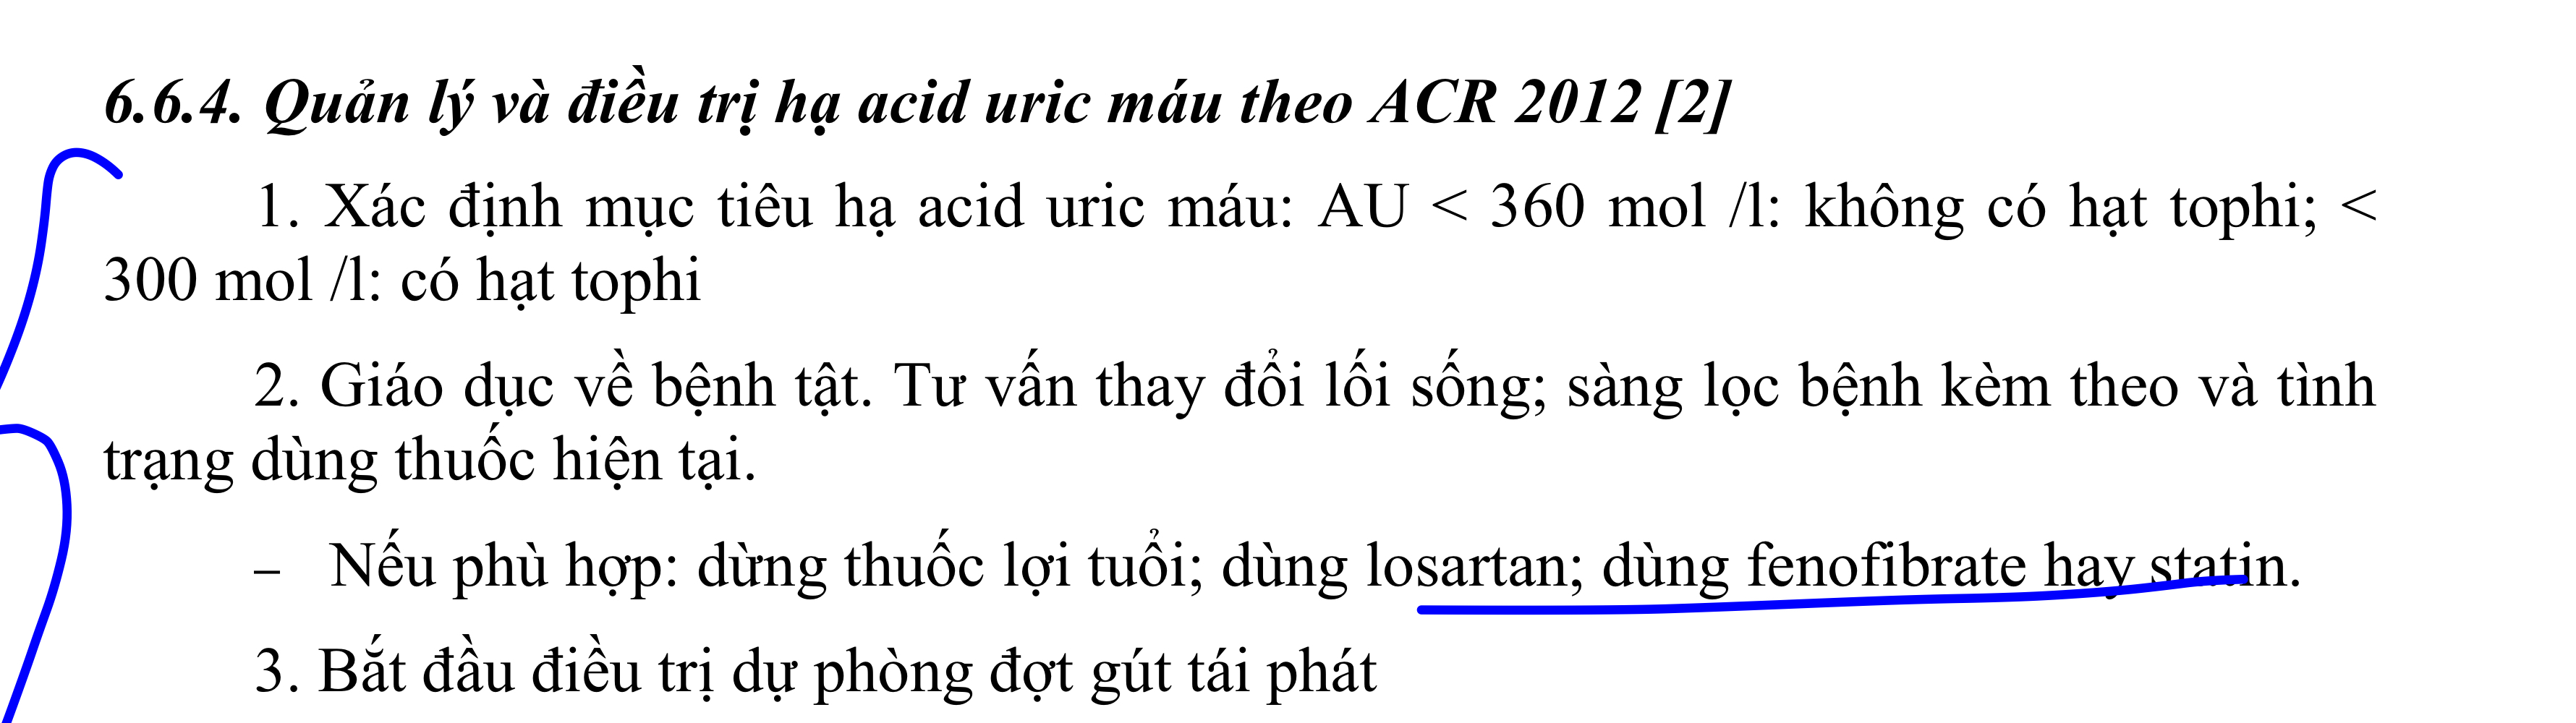 6.6.4. Quản lý và điều trị hạ acid uric máu theo ACR 2012 [2]
1. Xác định mục tiêu hạ acid uric máu: AU < 360 mol /l: không có hạt tophi; <
300 mol /l: có hạt tophi
2. Giáo dục về bệnh tật. Tư vấn thay đổi lối sống; sàng lọc bệnh kèm theo và tình
trạng dùng thuốc hiện tại.
– Nếu phù hợp: dừng thuốc lợi tuổi; dùng losartan; dùng fenofibrate hay statin.
3. Bắt đầu điều trị dự phòng đợt gút tái phát